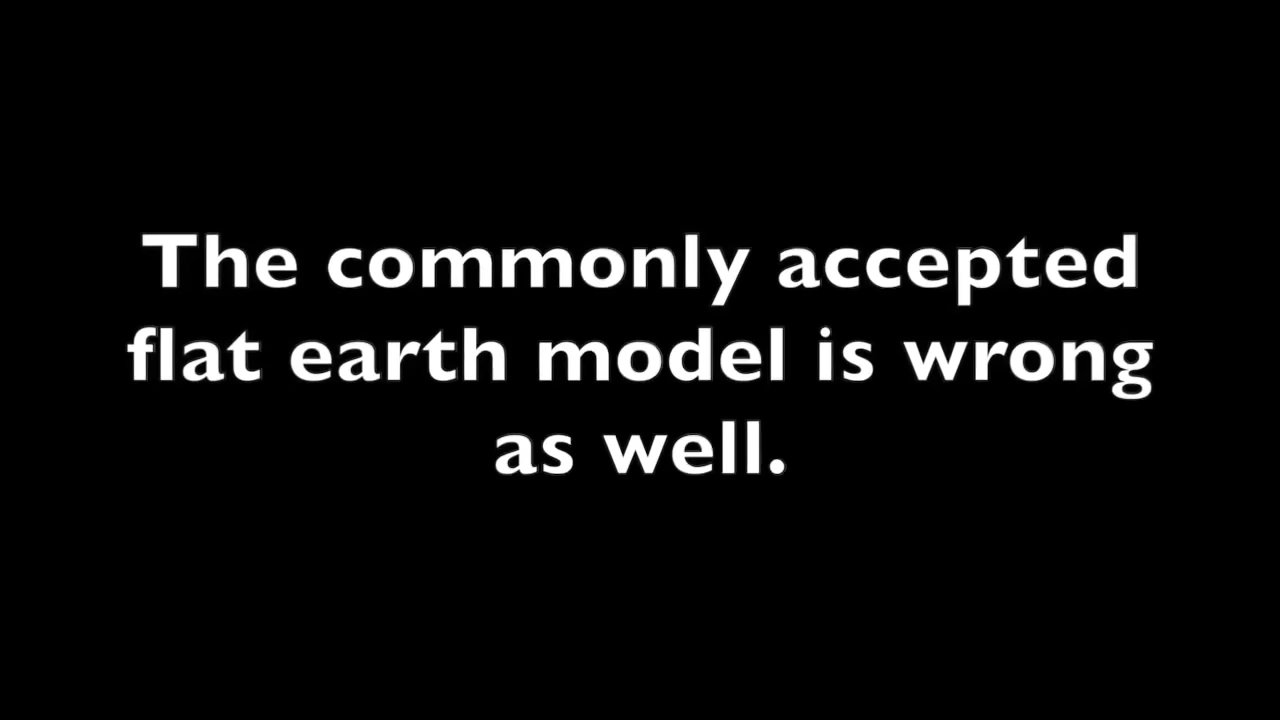 The commonly accepted
flat earth model is wrong
as well.